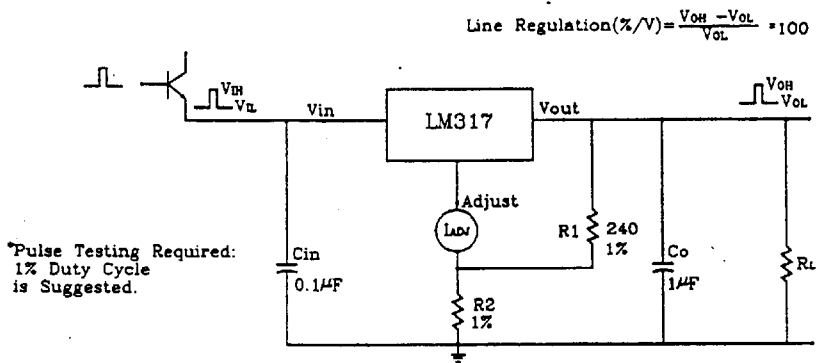 Line Regulation(%/V)= VOH -VOL / VOL *100
VIH
VIL
Vin
LM317
Vout
VOH
VOL
Adjust
IADJ
R1 240
1%
*Pulse Testing Required:
1% Duty Cycle
is Suggested.
Cin
0.1μF
R2
1%
Co
1μF
RL